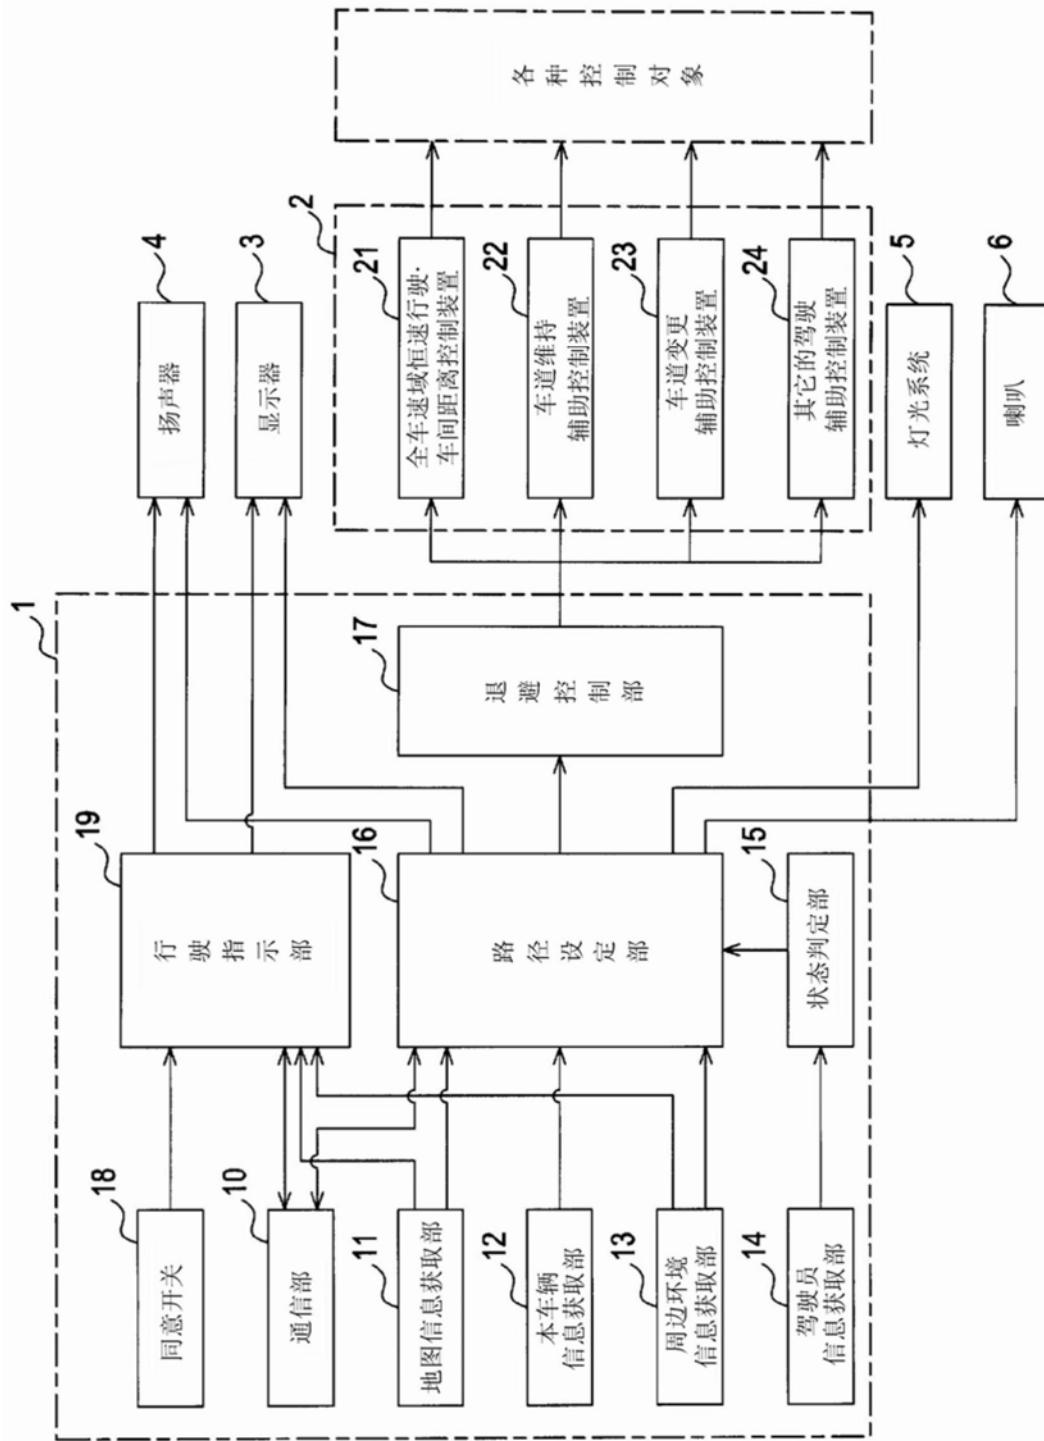 1
18
同意开关
10
通信部
11
地图信息获取部
12
本车辆
信息获取部
13
周边环境
信息获取部
14
驾驶员
信息获取部
19
行驶指示部
16
路径设定部
15
状态判定部
17
退避控制部
4
扬声器
3
显示器
2
21
全车速域恒速行驶·
车间距离控制装置
22
车道维持
辅助控制装置
23
车道变更
辅助控制装置
24
其它的驾驶
辅助控制装置
5
灯光系统
6
喇叭
各种控制对象